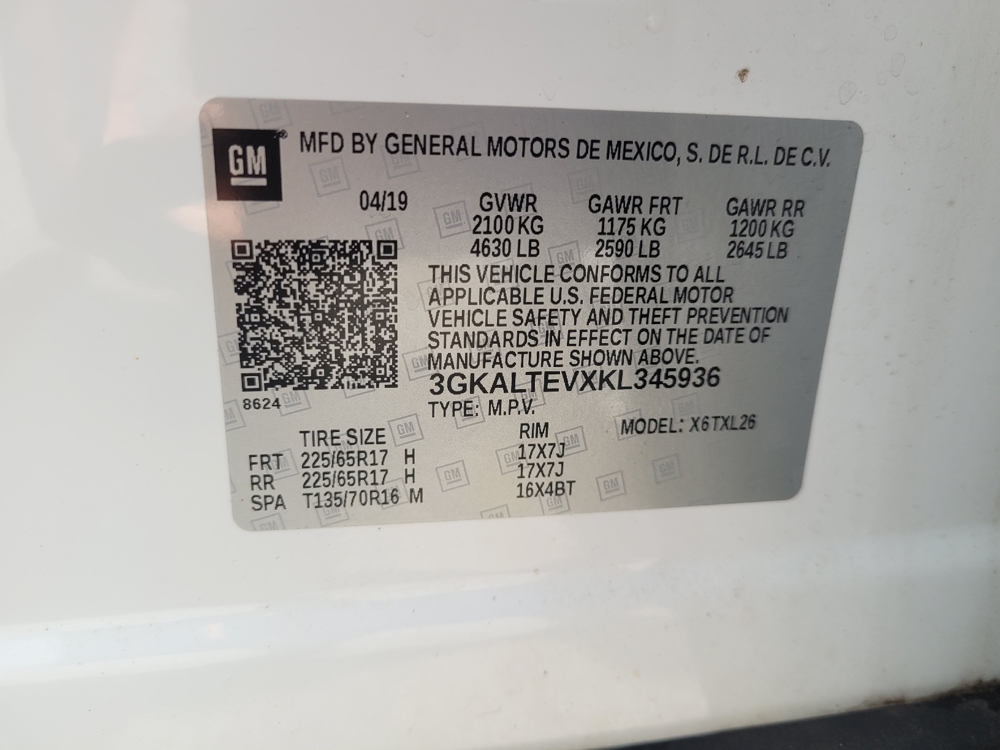 GM® MFD BY GENERAL MOTORS DE MEXICO, S. DE R.L. DE C.V.
04/19 GVWR GAWR FRT GAWR RR
2100 KG 1175 KG 1200 KG
4630 LB 2590 LB 2645 LB
THIS VEHICLE CONFORMS TO ALL
APPLICABLE U.S. FEDERAL MOTOR
VEHICLE SAFETY AND THEFT PREVENTION
STANDARDS IN EFFECT ON THE DATE OF
MANUFACTURE SHOWN ABOVE.
3GKALTEVXKL345936
8624
TYPE: M.P.V.
MODEL: X6TXL26
TIRE SIZE RIM
FRT 225/65R17 H 17X7J
RR 225/65R17 H 17X7J
SPA T135/70R16 M 16X4BT